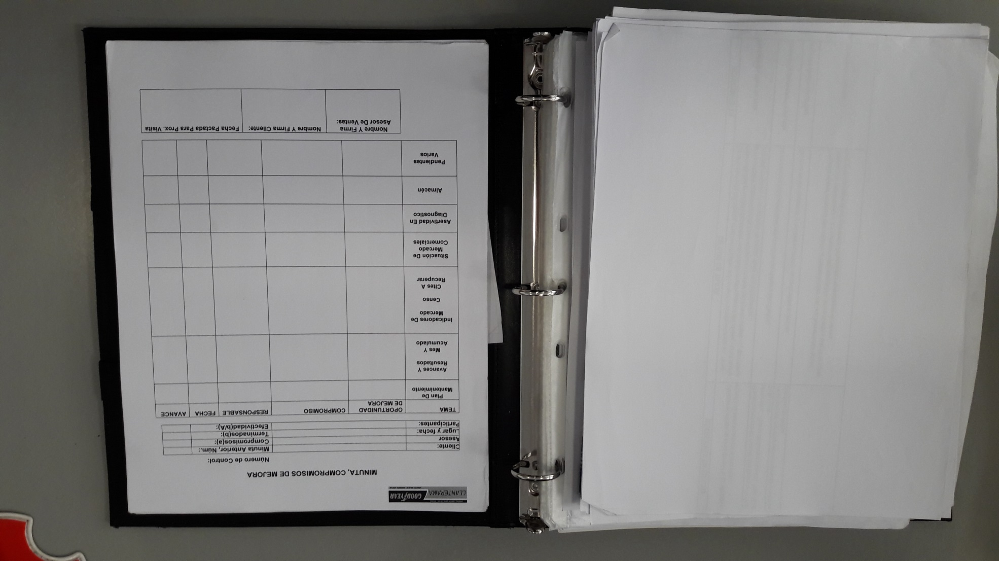 LLANTERAMA GOODYEAR
MINUTA, COMPROMISOS DE MEJORA
Número de Control:
Cliente: Minuta Anterior, Núm.:
Asesor Compromisos(a):
Lugar y fecha: Terminados(b):
Participantes: Efectividad(b/A):
TEMA OPORTUNIDAD DE MEJORA COMPROMISO RESPONSABLE FECHA AVANCE
Plan De
Mantenimiento
Avances Y
Resultados
Mes Y
Acumulado
Indicadores De
Mercado
Censo
Cltes A
Recuperar
Situación De
Mercado
Comerciales
Asertividad En
Diagnostico
Almacén
Pendientes
Varios
Nombre Y Firma
Asesor De Ventas:
Nombre Y Firma Cliente:
Fecha Pactada Para Prox. Visita